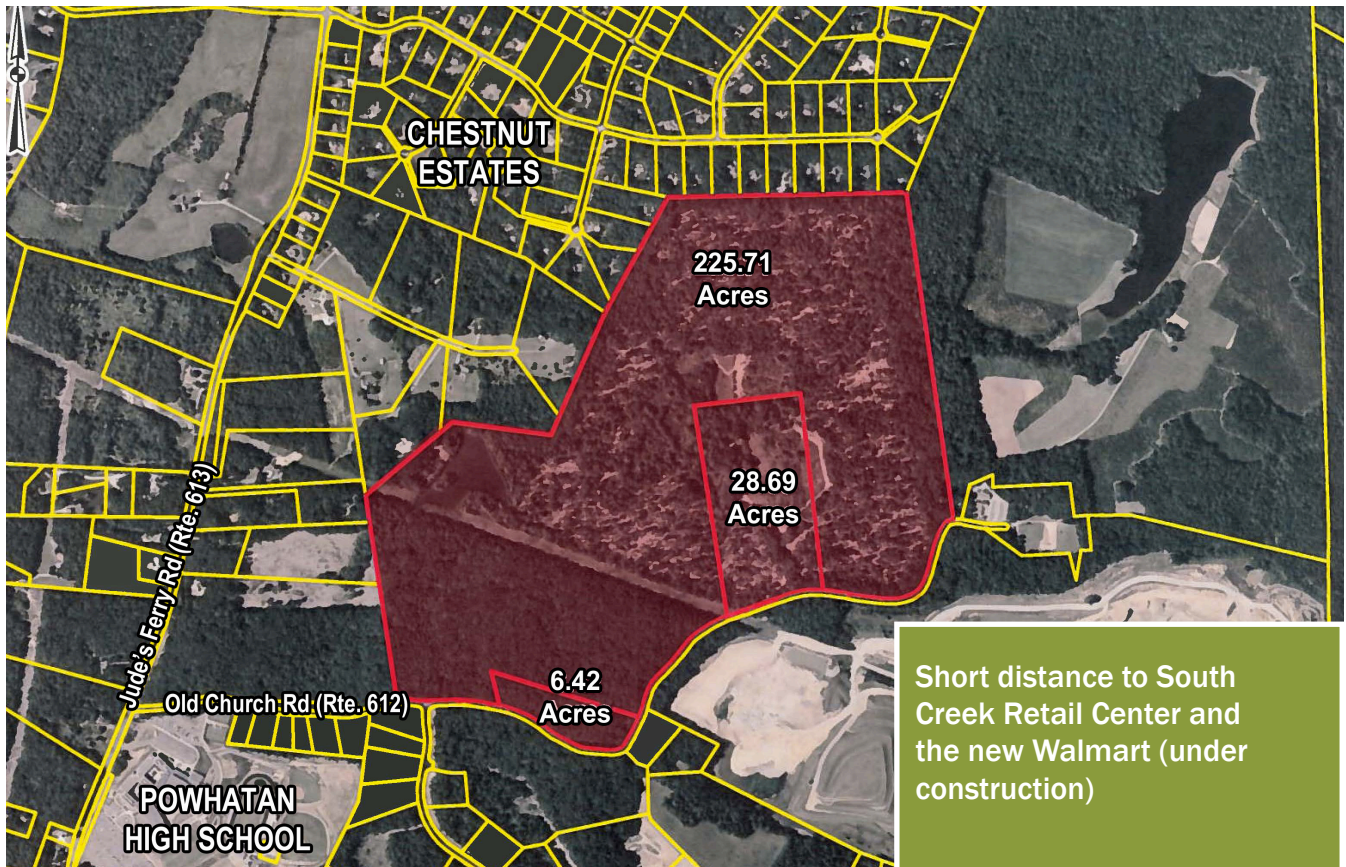 CHESTNUT
ESTATES
225.71
Acres
28.69
Acres
Jude's Ferry Rd (Rte. 613)
6.42
Acres
Old Church Rd (Rte. 612)
POWHATAN
HIGH SCHOOL
Short distance to South
Creek Retail Center and
the new Walmart (under
construction)